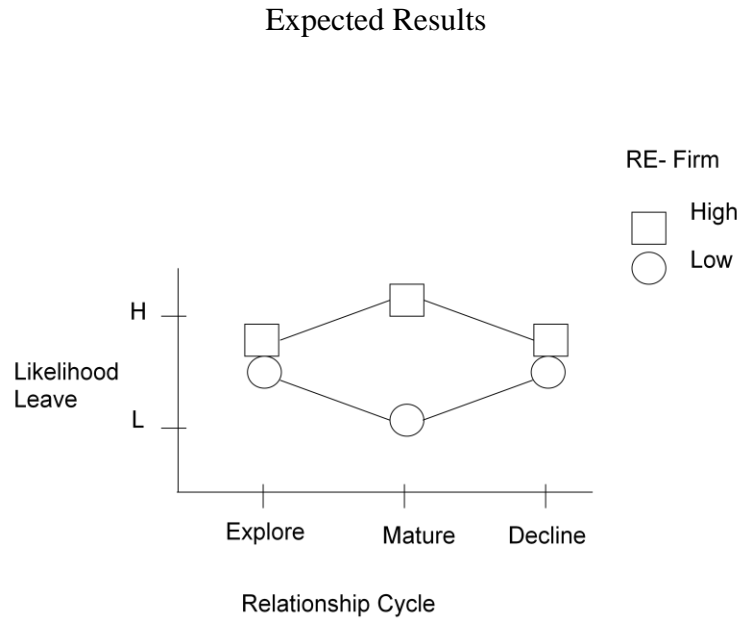 Expected Results
RE- Firm
High
Low
H
Likelihood
Leave
L
Explore
Mature
Decline
Relationship Cycle